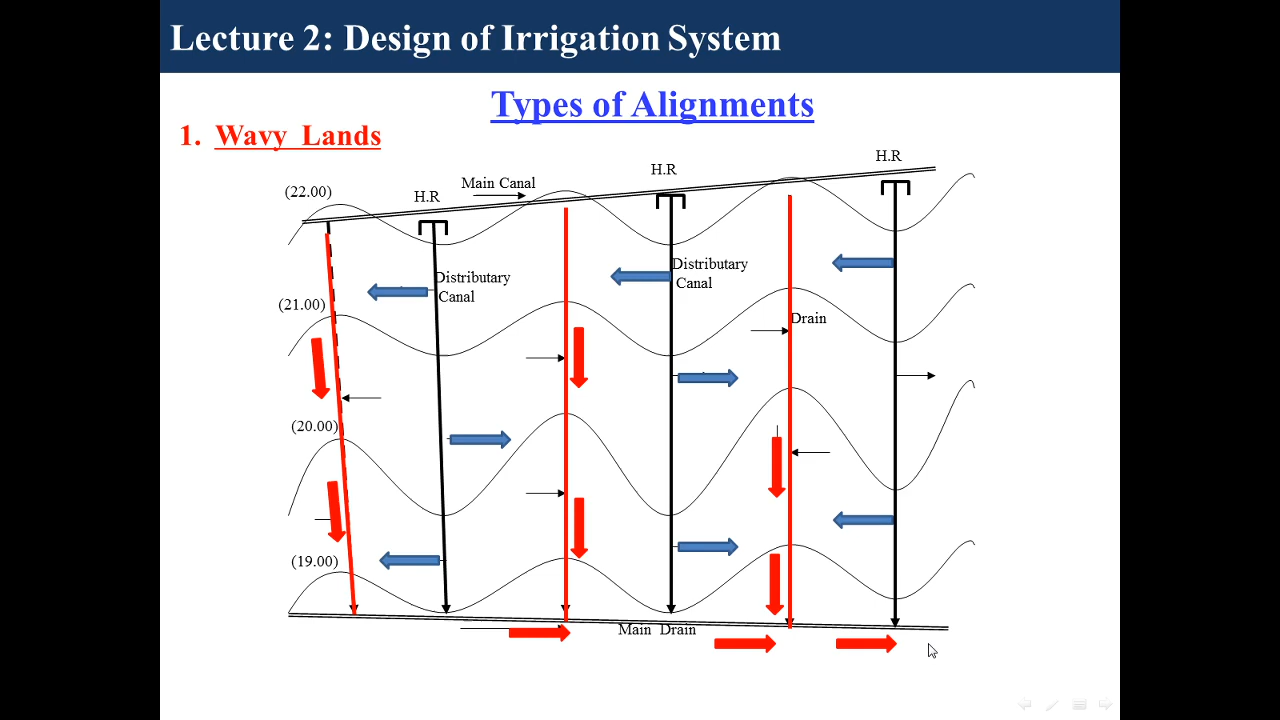 Lecture 2: Design of Irrigation System
Types of Alignments
1. Wavy Lands
H.R
H.R
Main Canal
(22.00)
H.R
Distributary
Canal
Distributary
Canal
(21.00)
Drain
(20.00)
(19.00)
Main Drain